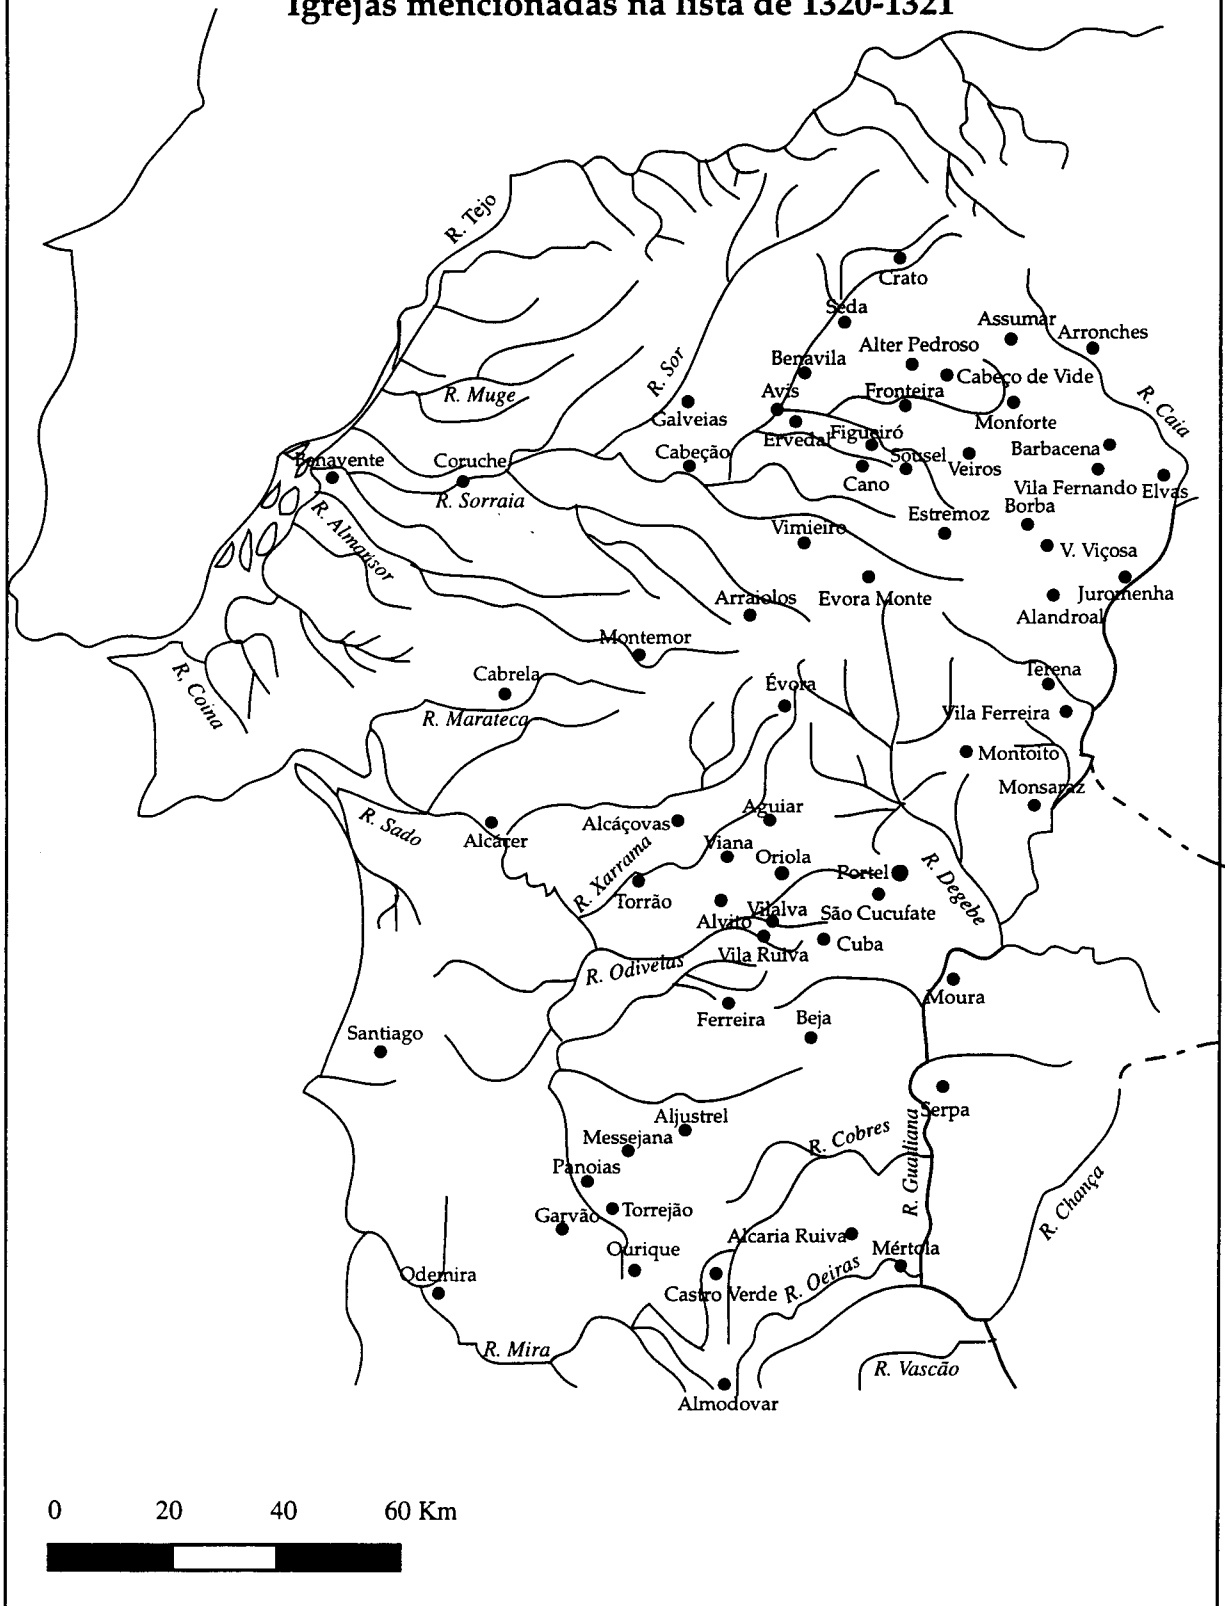 Igrejas mencionadas na lista de 1320-1321
R. Tejo
Crato
Seda
Assumar
Arronches
Alter Pedroso
Benavila
Cabeço de Vide
R. Sor
Avis
Fronteira
R. Muge
R. Caia
Galveias
Monforte
Ervedal
Figueiró
Barbacena
Cabeção
Sousel
Veiros
Benavente
Coruche
Cano
Vila Fernando
Elvas
R. Sorraia
Borba
Estremoz
R. Almansor
Vimieiro
V. Viçosa
Juromenha
Arraiolos
Evora Monte
Alandroal
Montemor
Terena
Cabrela
Évora
R, Coina
Vila Ferreira
R. Marateca
Montoito
Monsaraz
Aguiar
R. Sado
Alcáçovas
Alcácer
Viana
Oriola
R. Xarrama
Portel
R. Degebe
Torrão
Vilalva
São Cucufate
Alvito
Cuba
Vila Ruiva
R. Odivelas
Moura
Ferreira
Beja
Santiago
Serpa
Aljustrel
Messejana
R. Cobres
Panoias
R. Guadiana
R. Chança
Garvão
Torrejão
Alcaria Ruiva
Ourique
Mértola
Odemira
R. Oeiras
Castro Verde
R. Mira
R. Vascão
Almodovar
0 20 40 60 Km